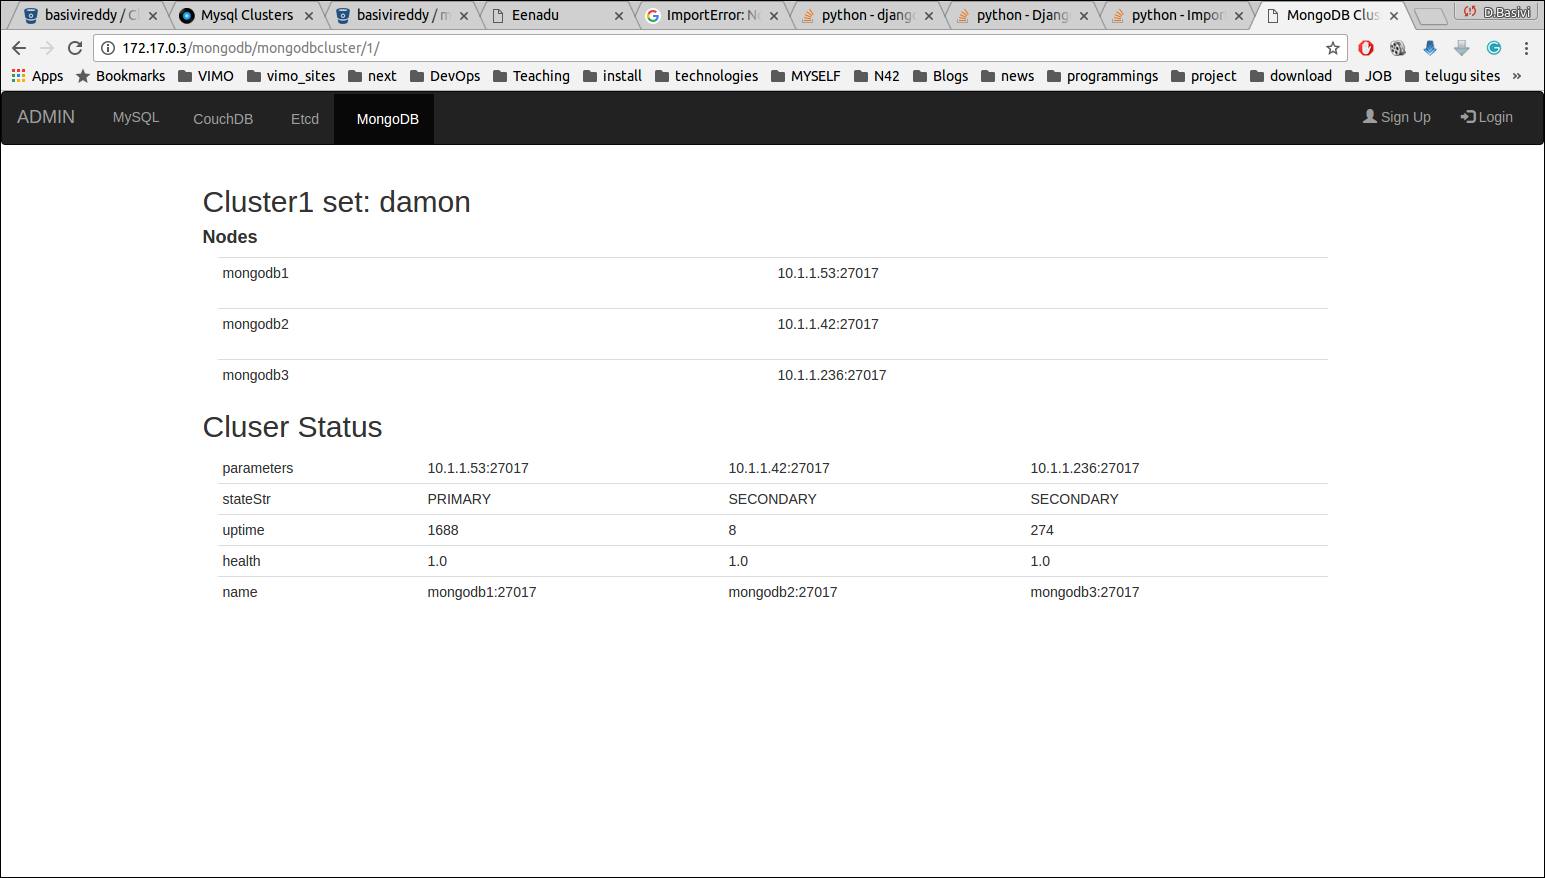 basivireddy / C
Mysql Clusters
basivireddy / m
Eenadu
ImportError: No
python - djang
python - Djang
python - Impor
MongoDB Clus
D.Basivi
172.17.0.3/mongodb/mongodbcluster/1/
Apps Bookmarks VIMO vimo_sites next DevOps Teaching install technologies MYSELF N42 Blogs news programmings project download JOB telugu sites »
ADMIN MySQL CouchDB Etcd MongoDB Sign Up Login
Cluster1 set: damon
Nodes
mongodb1 10.1.1.53:27017
mongodb2 10.1.1.42:27017
mongodb3 10.1.1.236:27017
Cluser Status
parameters 10.1.1.53:27017 10.1.1.42:27017 10.1.1.236:27017
stateStr PRIMARY SECONDARY SECONDARY
uptime 1688 8 274
health 1.0 1.0 1.0
name mongodb1:27017 mongodb2:27017 mongodb3:27017